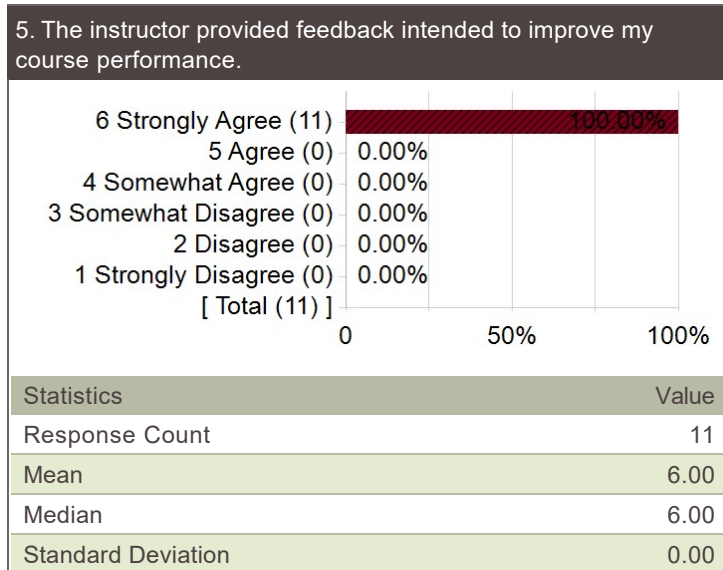 5. The instructor provided feedback intended to improve my
course performance.
6 Strongly Agree (11) 100.00%
5 Agree (0) 0.00%
4 Somewhat Agree (0) 0.00%
3 Somewhat Disagree (0) 0.00%
2 Disagree (0) 0.00%
1 Strongly Disagree (0) 0.00%
[ Total (11) ]
0 50% 100%
Statistics Value
Response Count 11
Mean 6.00
Median 6.00
Standard Deviation 0.00